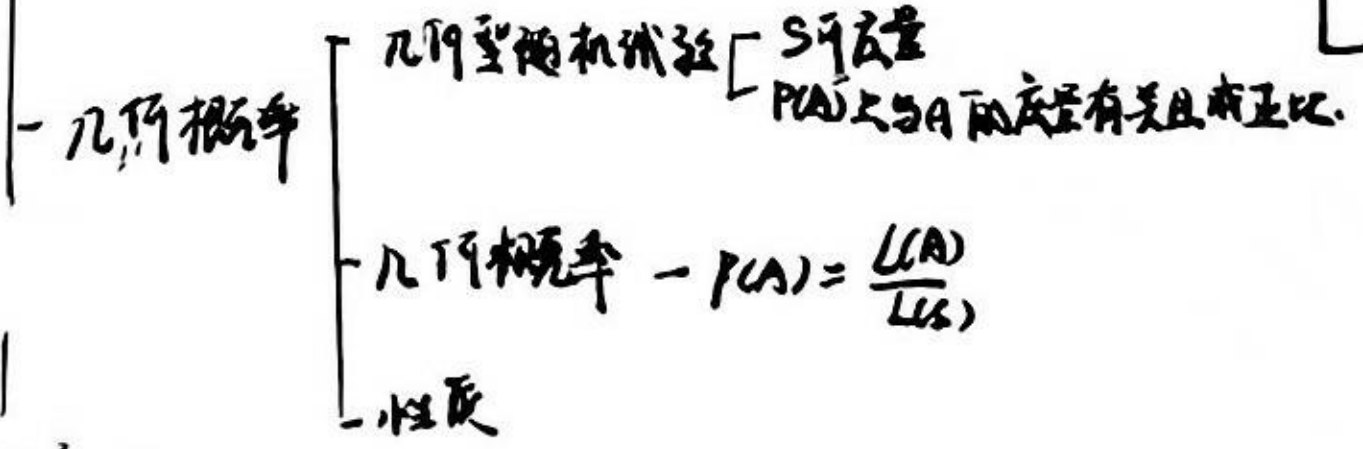 几何型随机试验
S可度量
P(A)只与A的度量有关且成正比.
几何概率
几何概率 - P(A) = L(A)/L(S)
性质